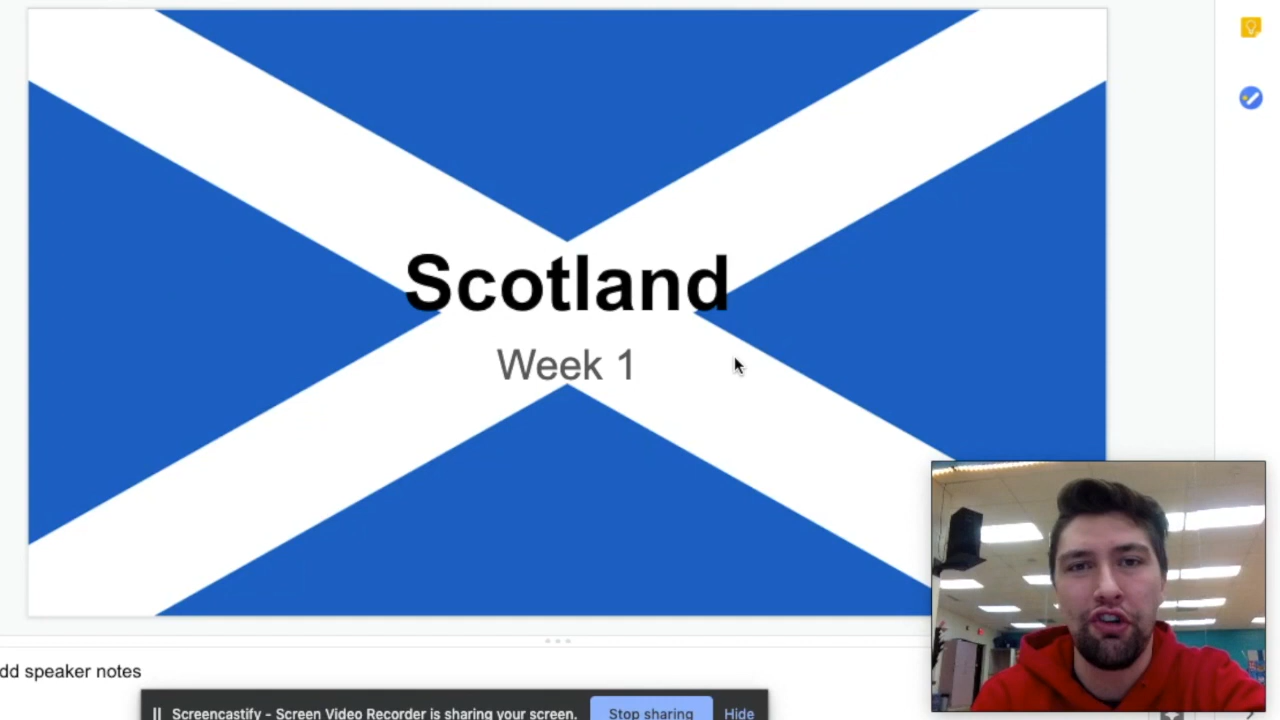 Scotland
Week 1
dd speaker notes
Screencastify - Screen Video Recorder is sharing your screen.
Stop sharing
Hide